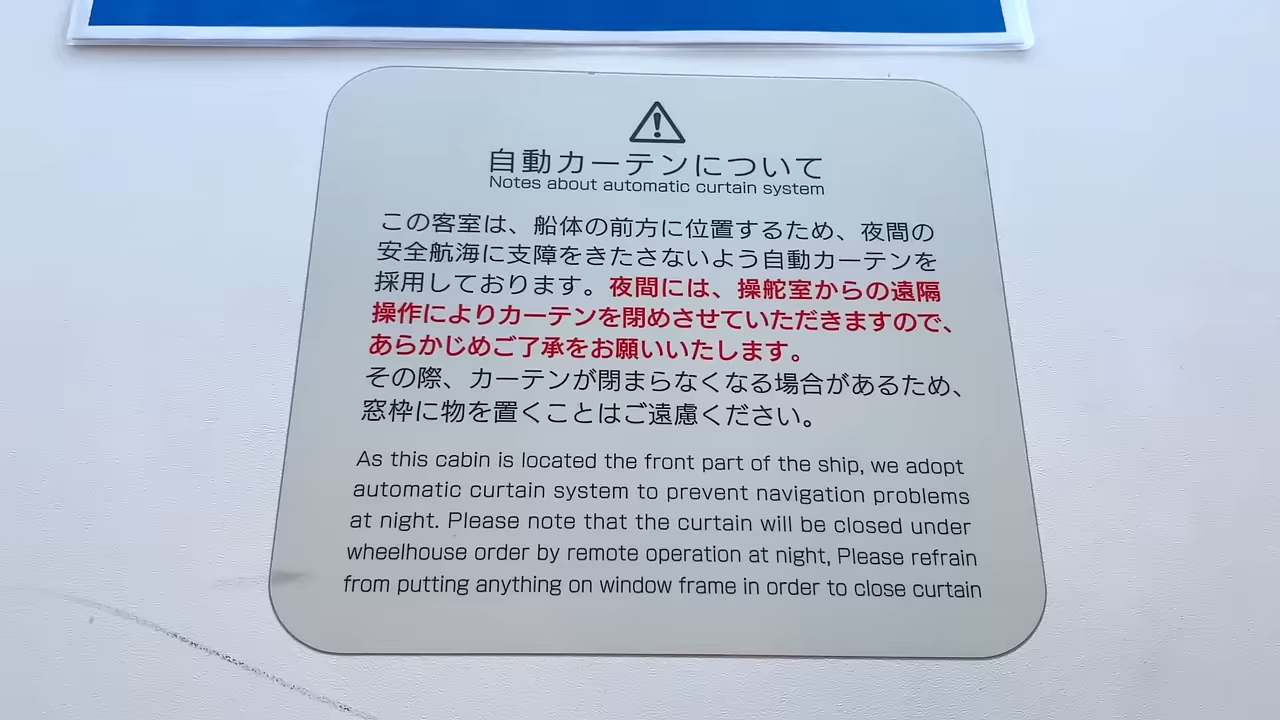 自動カーテンについて
Notes about automatic curtain system
この客室は、船体の前方に位置するため、夜間の
安全航海に支障をきたさないよう自動カーテンを
採用しております。夜間には、操舵室からの遠隔
操作によりカーテンを閉めさせていただきますので、
あらかじめご了承をお願いいたします。
その際、カーテンが閉まらなくなる場合があるため、
窓枠に物を置くことはご遠慮ください。
As this cabin is located the front part of the ship, we adopt
automatic curtain system to prevent navigation problems
at night. Please note that the curtain will be closed under
wheelhouse order by remote operation at night, Please refrain
from putting anything on window frame in order to close curtain